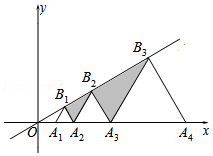 y
B₃
B₂
B₁
O A₁ A₂ A₃ A₄ x